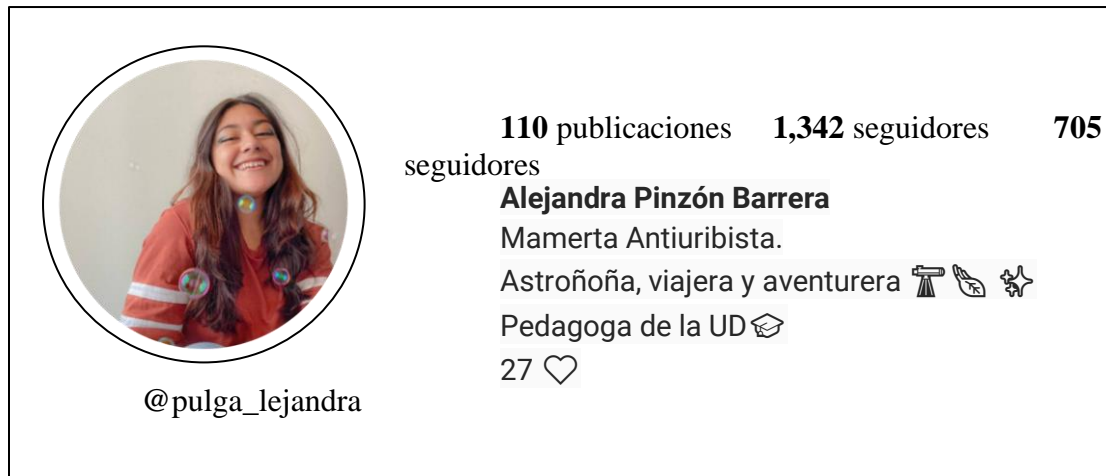 110 publicaciones 1,342 seguidores 705
seguidores
Alejandra Pinzón Barrera
Mamerta Antiuribista.
Astroñoña, viajera y aventurera
Pedagoga de la UD
27
@pulga_lejandra